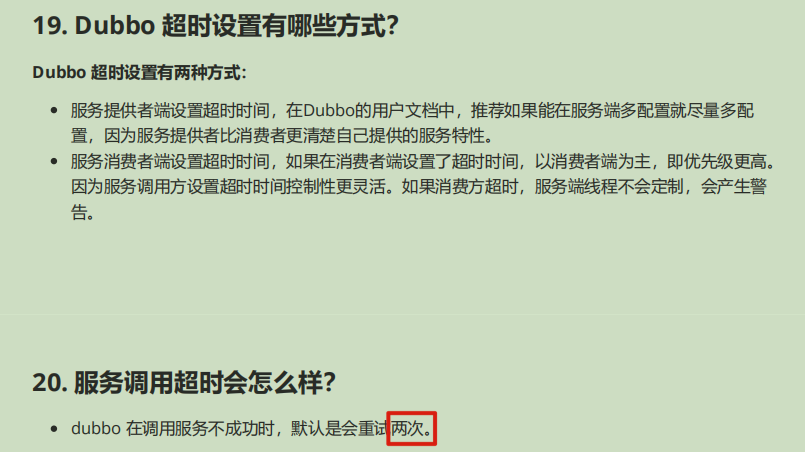 19. Dubbo 超时设置有哪些方式？
Dubbo 超时设置有两种方式：
服务提供者端设置超时时间，在Dubbo的用户文档中，推荐如果能在服务端多配置就尽量多配
置，因为服务提供者比消费者更清楚自己提供的服务特性。
服务消费者端设置超时时间，如果在消费者端设置了超时时间，以消费者端为主，即优先级更高。
因为服务调用方设置超时时间控制性更灵活。如果消费方超时，服务端线程不会定制，会产生警
告。
20. 服务调用超时会怎么样？
dubbo 在调用服务不成功时，默认是会重试两次。